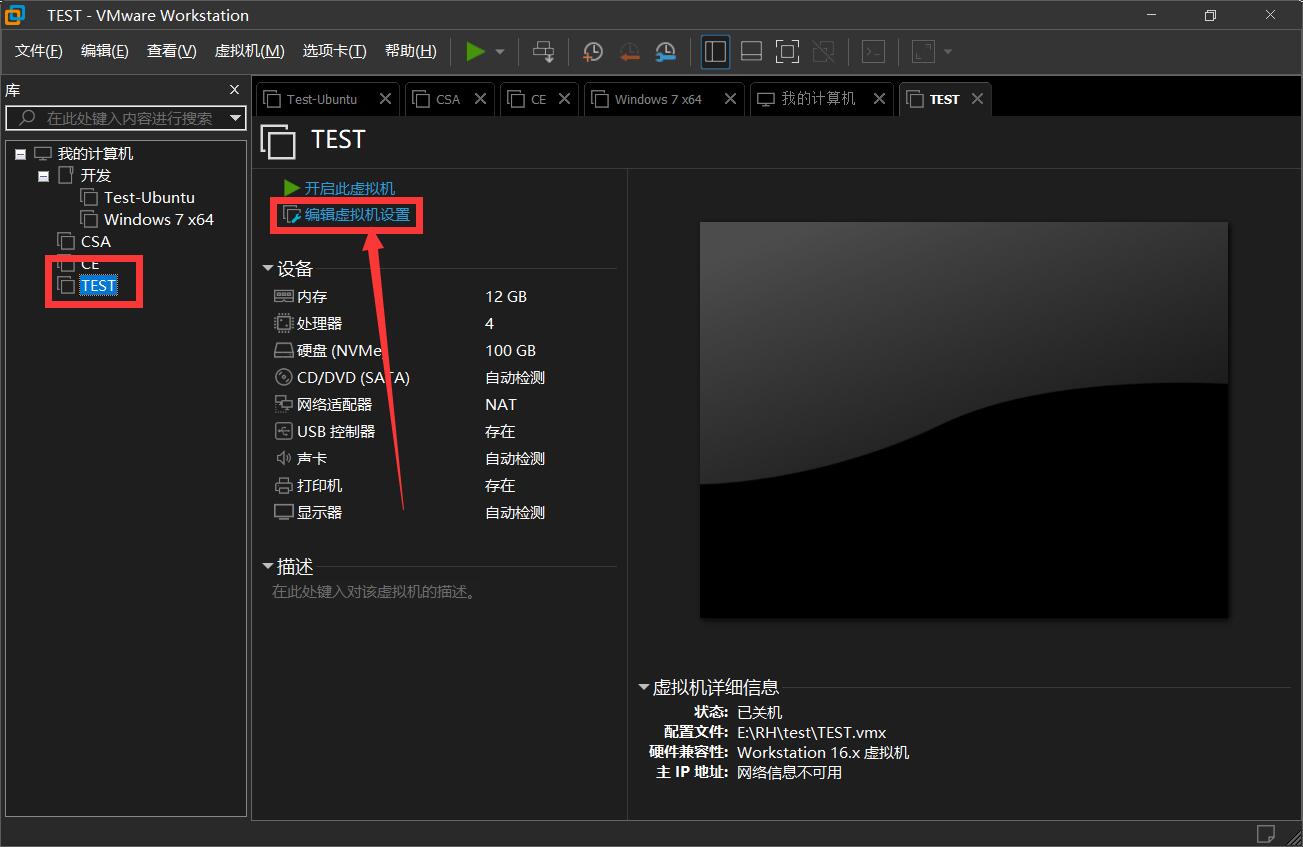 TEST - VMware Workstation
文件(F) 编辑(E) 查看(V) 虚拟机(M) 选项卡(T) 帮助(H)
库
在此处键入内容进行搜索
我的计算机
开发
Test-Ubuntu
Windows 7 x64
CSA
CE
TEST
Test-Ubuntu CSA CE Windows 7 x64 我的计算机 TEST
TEST
开启此虚拟机
编辑虚拟机设置
设备
内存 12 GB
处理器 4
硬盘 (NVMe) 100 GB
CD/DVD (SATA) 自动检测
网络适配器 NAT
USB 控制器 存在
声卡 自动检测
打印机 存在
显示器 自动检测
描述
在此处键入对该虚拟机的描述。
虚拟机详细信息
状态: 已关机
配置文件: E:\RH\test\TEST.vmx
硬件兼容性: Workstation 16.x 虚拟机
主 IP 地址: 网络信息不可用